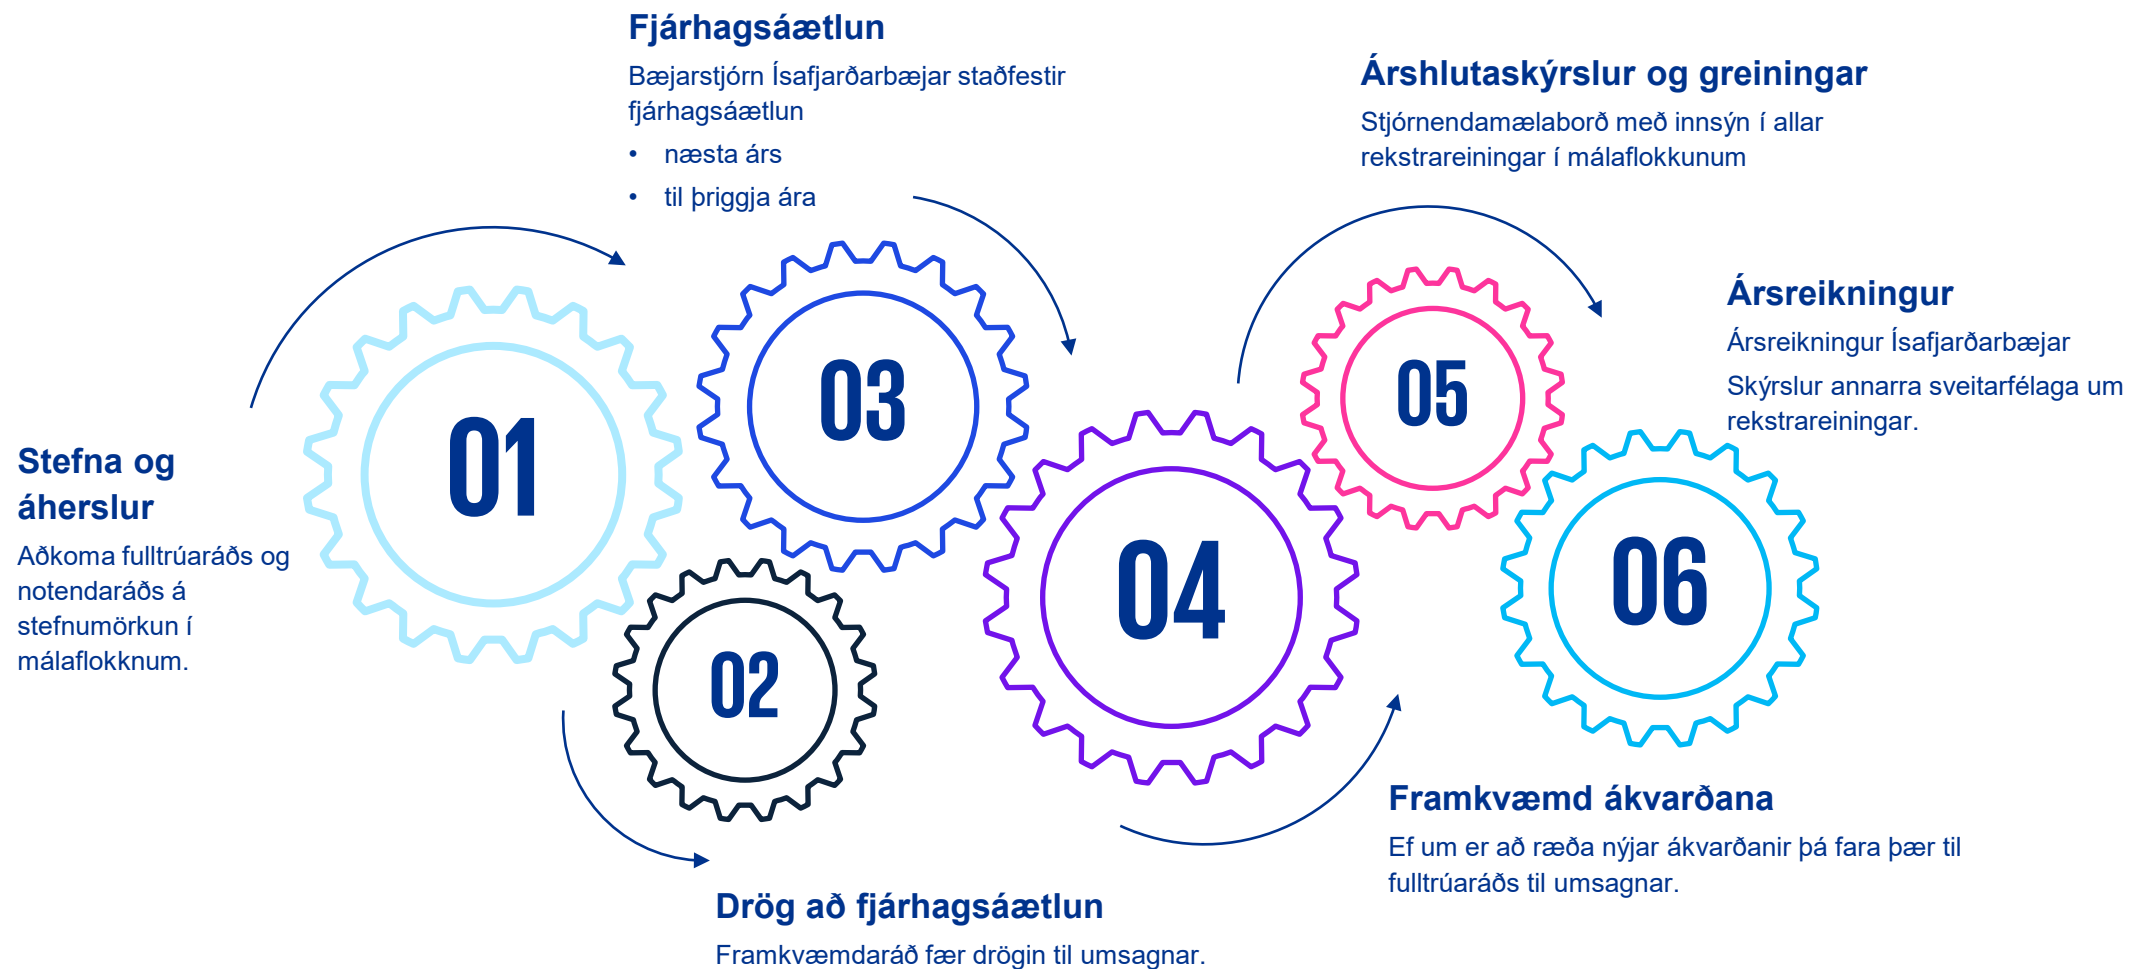 Stefna og
áherslur
Aðkoma fulltrúaráðs og
notendaráðs á
stefnumörkun í
málaflokknum.
01
02
Drög að fjárhagsáætlun
Framkvæmdaráð fær drögin til umsagnar.
Fjárhagsáætlun
Bæjarstjórn Ísafjarðarbæjar staðfestir
fjárhagsáætlun
• næsta árs
• til þriggja ára
03
04
Framkvæmd ákvarðana
Ef um er að ræða nýjar ákvarðanir þá fara þær til
fulltrúaráðs til umsagnar.
Árshlutaskýrslur og greiningar
Stjórnendamælaborð með innsýn í allar
rekstrareiningar í málaflokkunum
05
Ársreikningur
Ársreikningur Ísafjarðarbæjar
Skýrslur annarra sveitarfélaga um
rekstrareiningar.
06